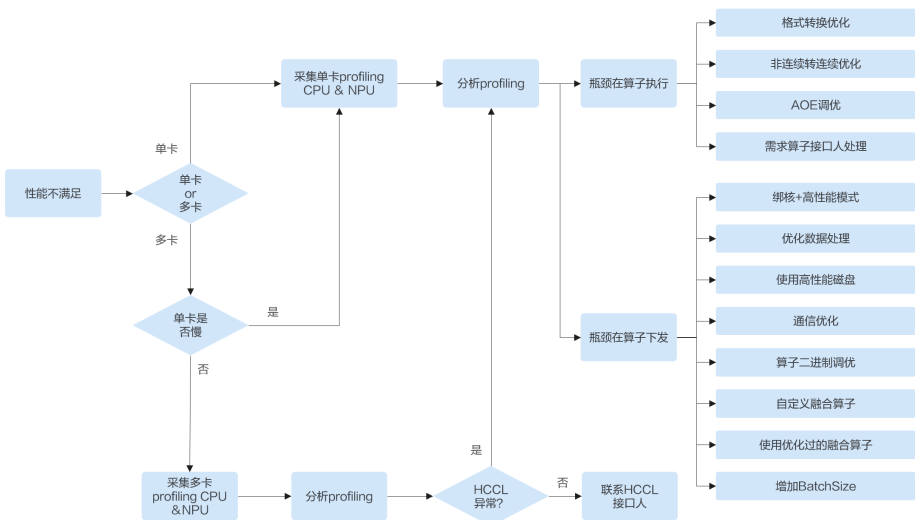 性能不满足
单卡
or
多卡
单卡
多卡
单卡是
否慢
是
否
采集单卡profiling
CPU & NPU
分析profiling
采集多卡
profiling CPU
&NPU
分析profiling
HCCL
异常?
是
否
联系HCCL
接口人
瓶颈在算子执行
格式转换优化
非连续转连续优化
AOE调优
需求算子接口人处理
瓶颈在算子下发
绑核+高性能模式
优化数据处理
使用高性能磁盘
通信优化
算子二进制调优
自定义融合算子
使用优化过的融合算子
增加BatchSize